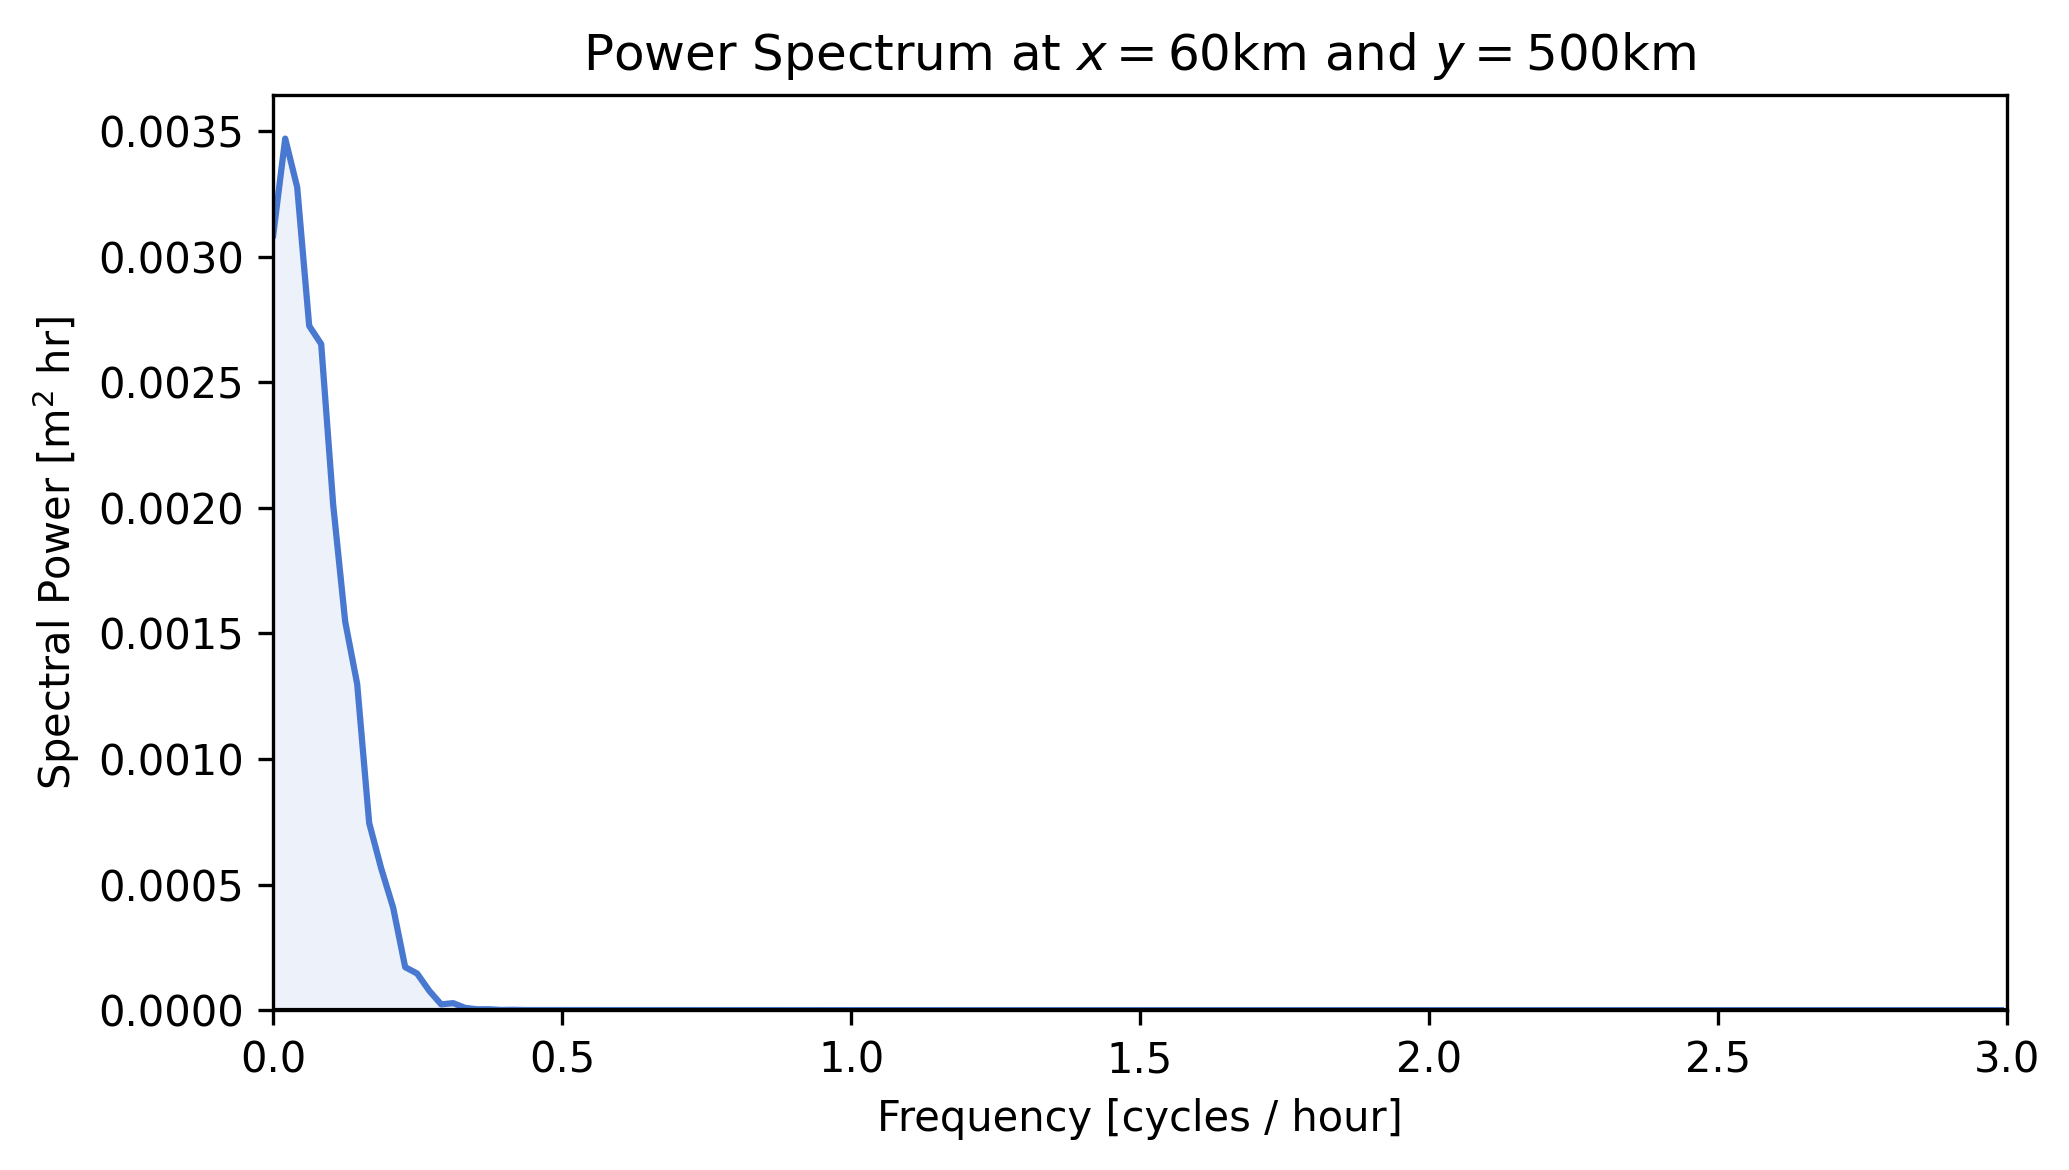 Power Spectrum at x = 60km and y = 500km
Spectral Power [m² hr]
0.0035
0.0030
0.0025
0.0020
0.0015
0.0010
0.0005
0.0000
0.0 0.5 1.0 1.5 2.0 2.5 3.0
Frequency [cycles / hour]